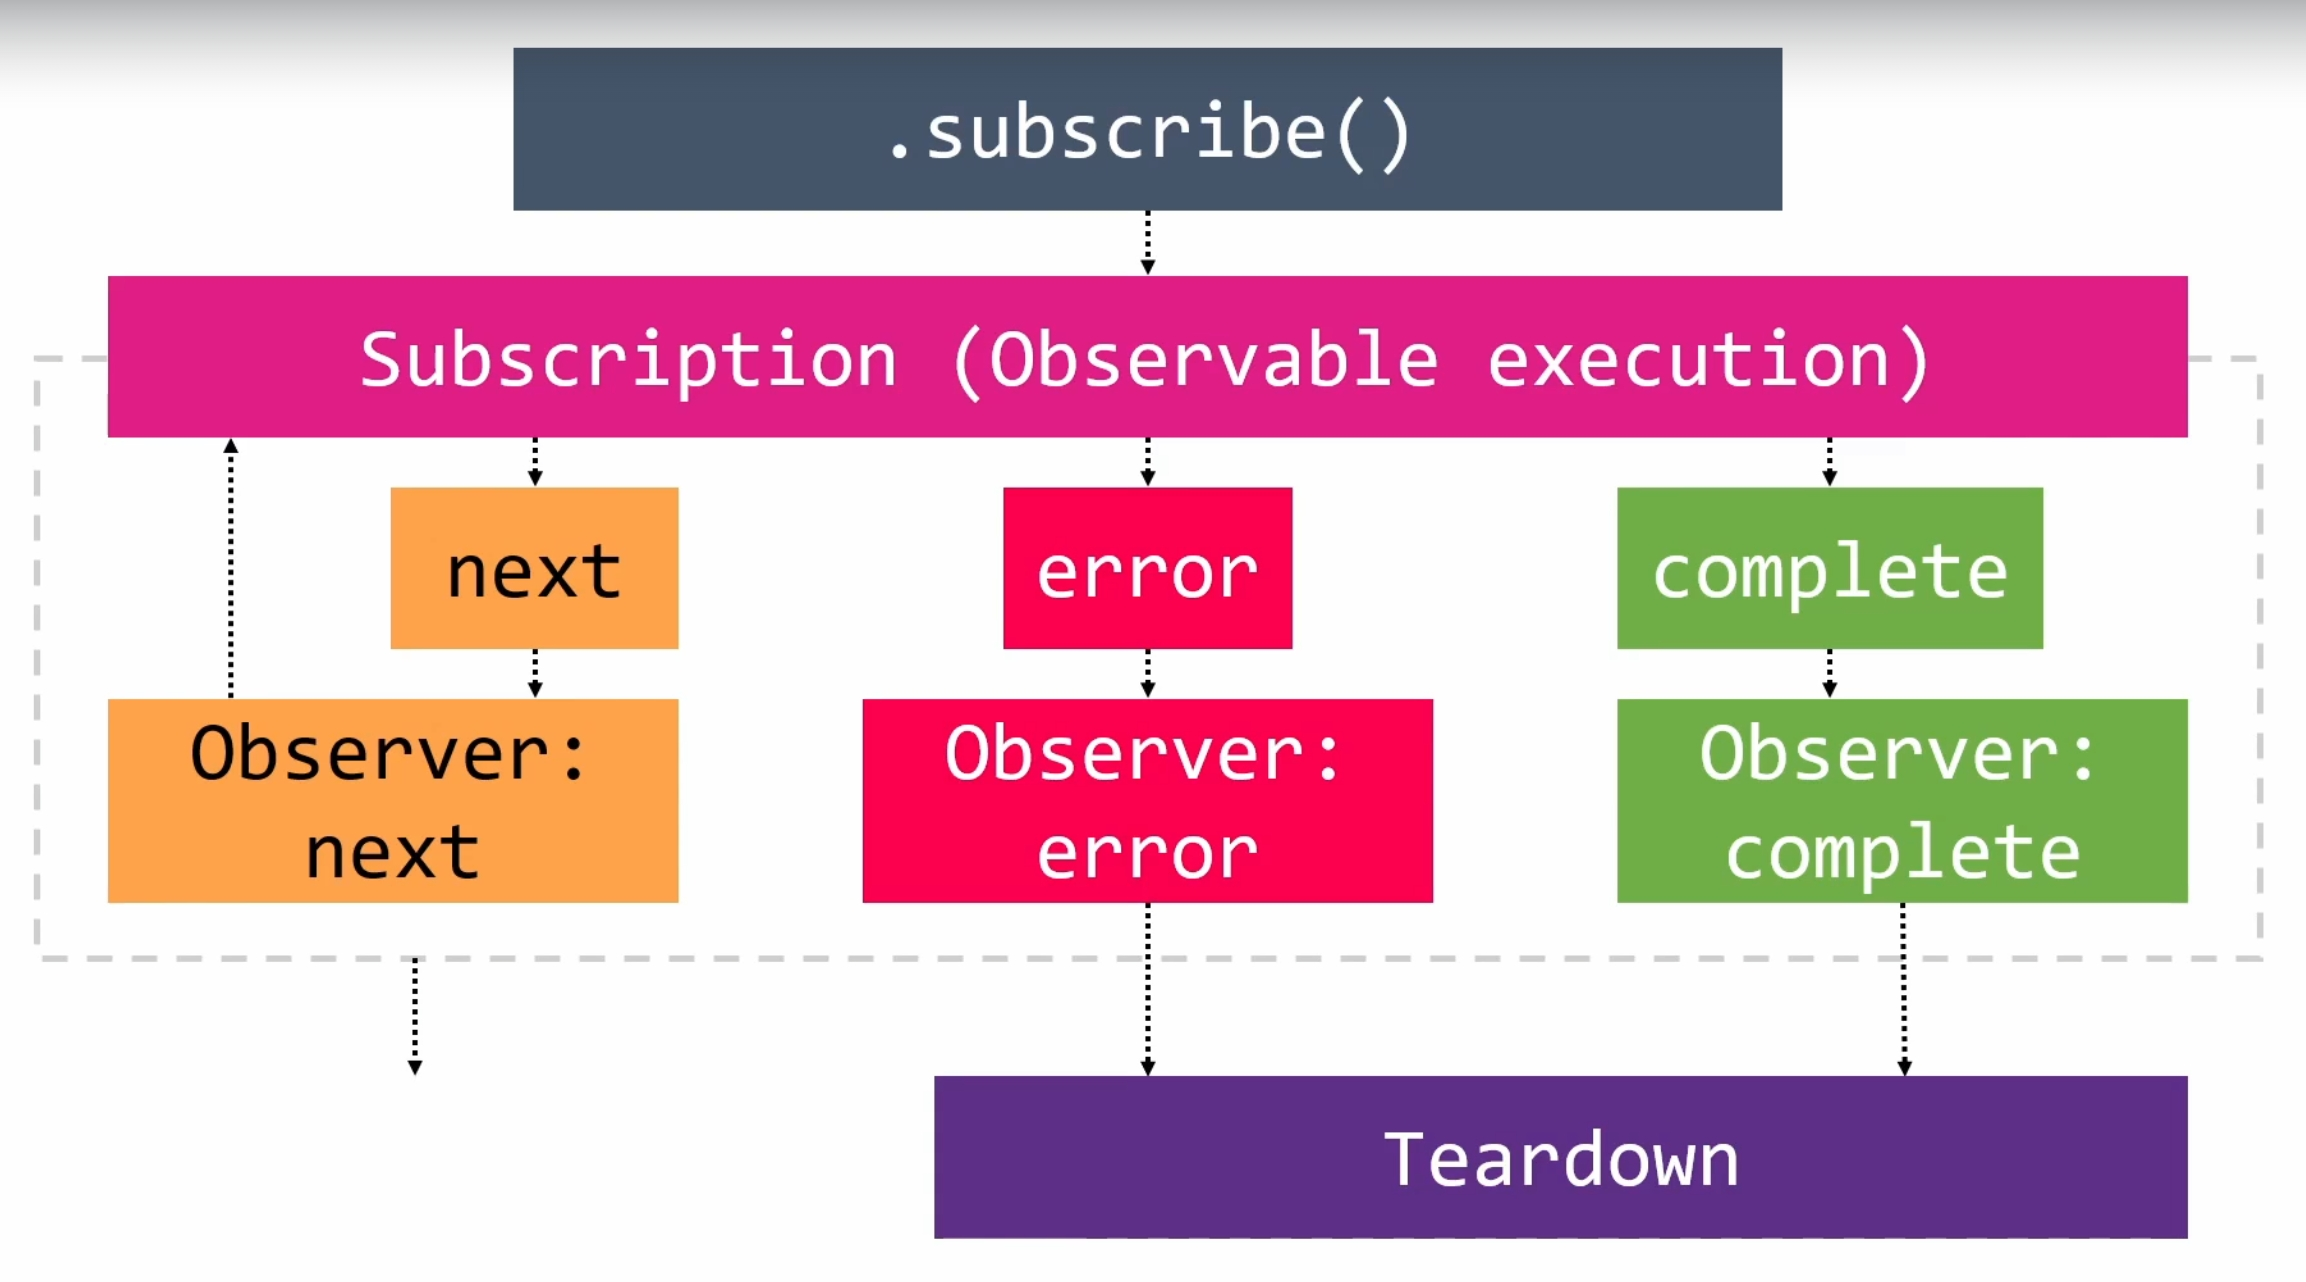 .subscribe()
Subscription (Observable execution)
next
error
complete
Observer:
next
Observer:
error
Observer:
complete
Teardown